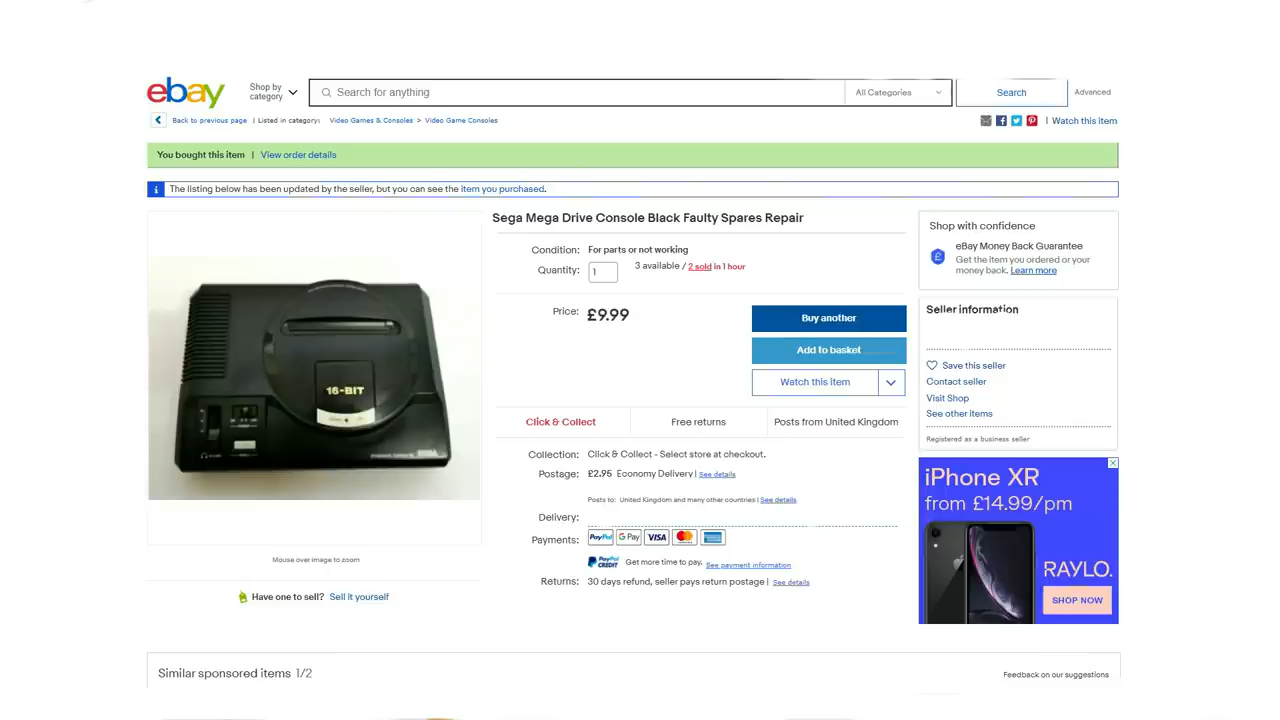 ebay
Shop by category
Search for anything
All Categories
Search
Advanced
Back to previous page | Listed in category: Video Games & Consoles > Video Game Consoles
| Watch this item
You bought this item | View order details
i The listing below has been updated by the seller, but you can see the item you purchased.
16-BIT
Mouse over image to zoom
Have one to sell? Sell it yourself
Sega Mega Drive Console Black Faulty Spares Repair
Condition: For parts or not working
Quantity: 1 3 available / 2 sold in 1 hour
Price: £9.99
Buy another
Add to basket
Watch this item
Click & Collect Free returns Posts from United Kingdom
Collection: Click & Collect - Select store at checkout.
Postage: £2.95 Economy Delivery | See details
Posts to: United Kingdom and many other countries | See details
Delivery:
Payments: PayPal G Pay VISA
PayPal CREDIT Get more time to pay. See payment information
Returns: 30 days refund, seller pays return postage | See details
Shop with confidence
eBay Money Back Guarantee
Get the item you ordered or your
money back. Learn more
Seller information
Save this seller
Contact seller
Visit Shop
See other items
Registered as a business seller
iPhone XR
from £14.99/pm
RAYLO.
SHOP NOW
Similar sponsored items 1/2
Feedback on our suggestions